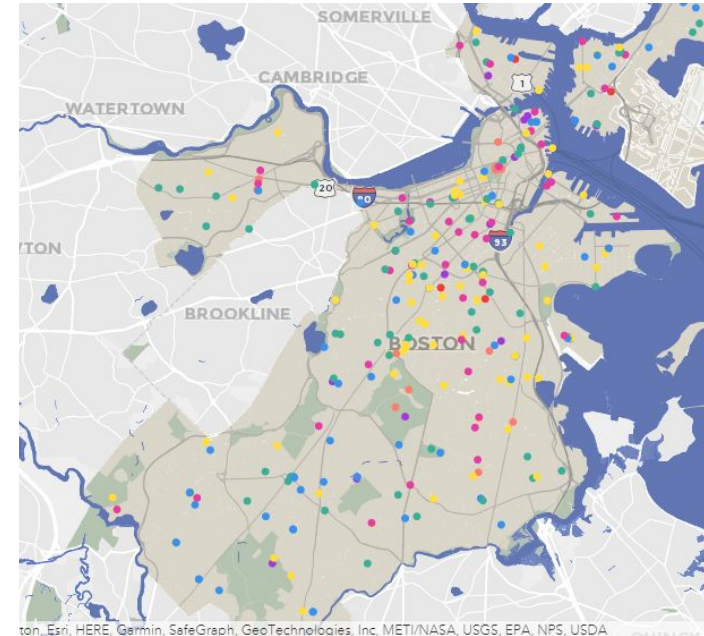 SOMERVILLE
CAMBRIDGE
1
WATERTOWN
20
90
93
TON
BROOKLINE
BOSTON
ton, Esri, HERE, Garmin, SafeGraph, GeoTechnologies, Inc, METI/NASA, USGS, EPA, NPS, USDA